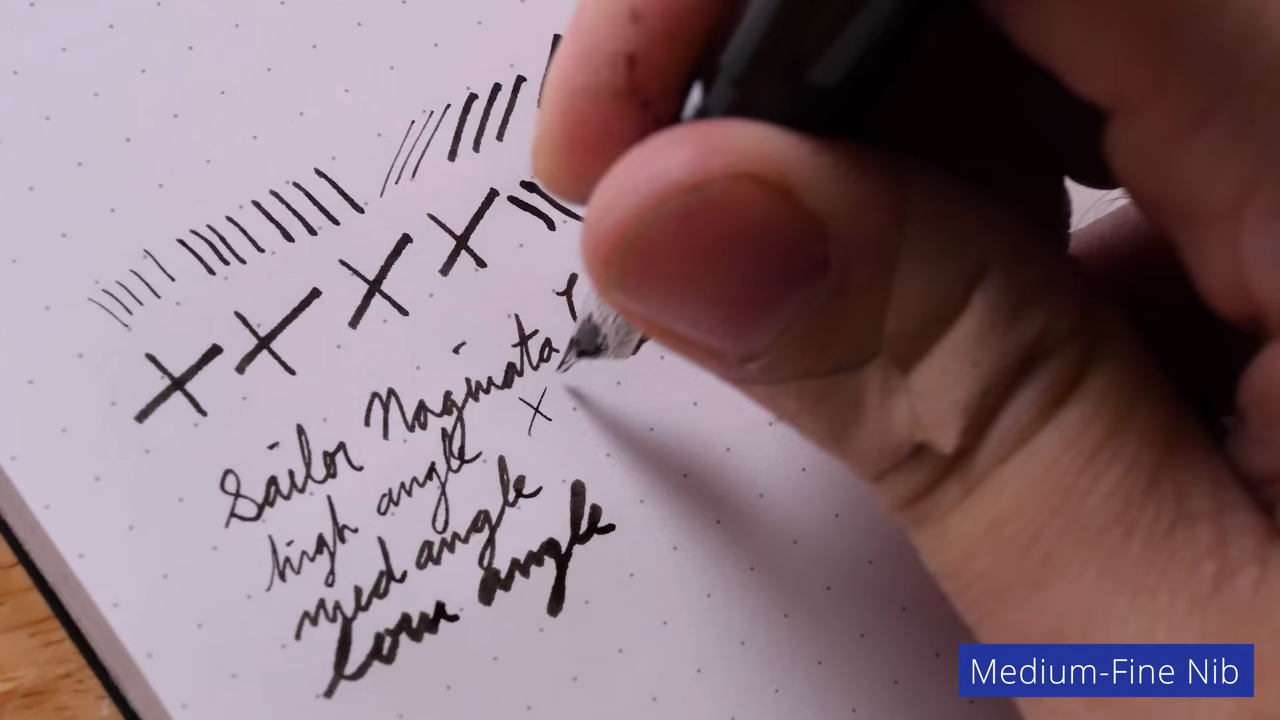 Sailor Naginata
high angle
med angle
low angle
Medium-Fine Nib